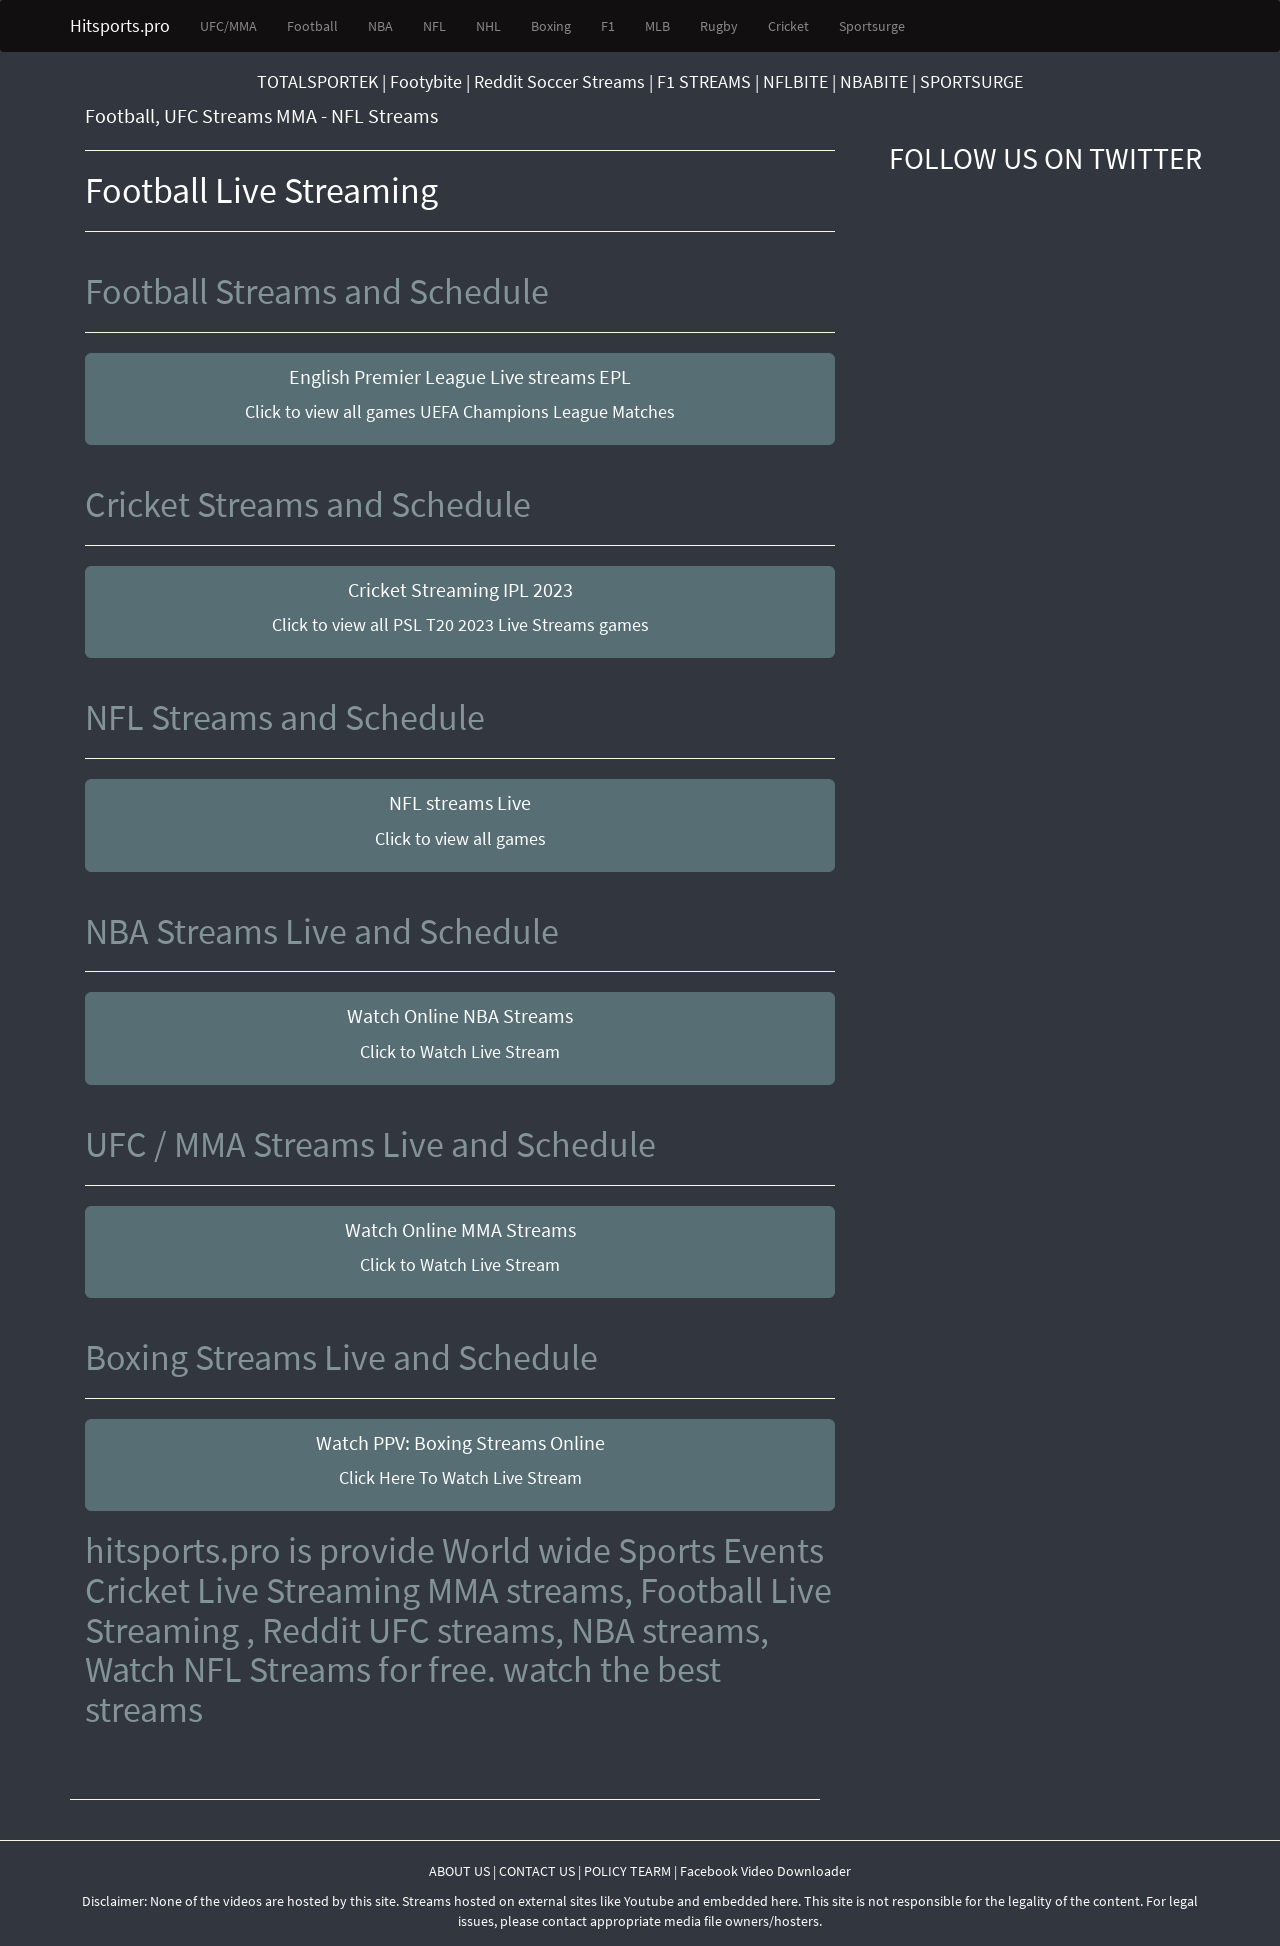 Hitsports.pro UFC/MMA Football NBA NFL NHL Boxing F1 MLB Rugby Cricket Sportsurge
TOTALSPORTEK | Footybite | Reddit Soccer Streams | F1 STREAMS | NFLBITE | NBABITE | SPORTSURGE
Football, UFC Streams MMA - NFL Streams
FOLLOW US ON TWITTER
Football Live Streaming
Football Streams and Schedule
English Premier League Live streams EPL
Click to view all games UEFA Champions League Matches
Cricket Streams and Schedule
Cricket Streaming IPL 2023
Click to view all PSL T20 2023 Live Streams games
NFL Streams and Schedule
NFL streams Live
Click to view all games
NBA Streams Live and Schedule
Watch Online NBA Streams
Click to Watch Live Stream
UFC / MMA Streams Live and Schedule
Watch Online MMA Streams
Click to Watch Live Stream
Boxing Streams Live and Schedule
Watch PPV: Boxing Streams Online
Click Here To Watch Live Stream
hitsports.pro is provide World wide Sports Events
Cricket Live Streaming MMA streams, Football Live
Streaming , Reddit UFC streams, NBA streams,
Watch NFL Streams for free. watch the best
streams
ABOUT US | CONTACT US | POLICY TEARM | Facebook Video Downloader
Disclaimer: None of the videos are hosted by this site. Streams hosted on external sites like Youtube and embedded here. This site is not responsible for the legality of the content. For legal
issues, please contact appropriate media file owners/hosters.